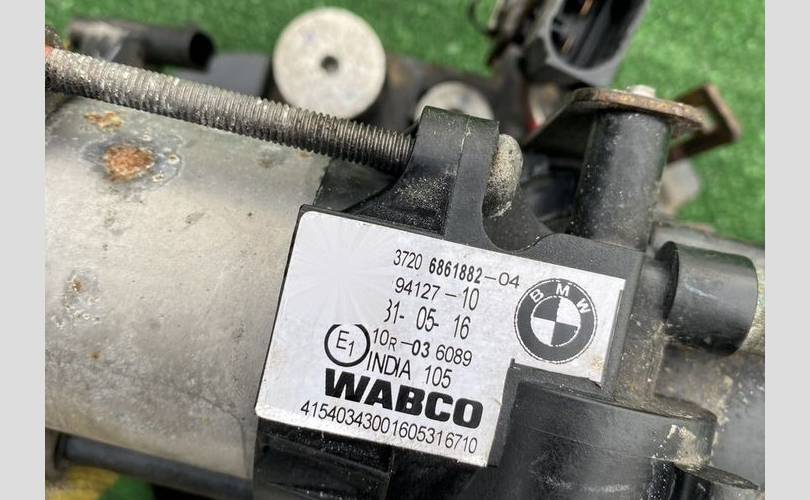 3720 6861882-04
94127-10
31-05-16
E1
10R-03 6089
INDIA 105
WABCO
41540343001605316710
BMW